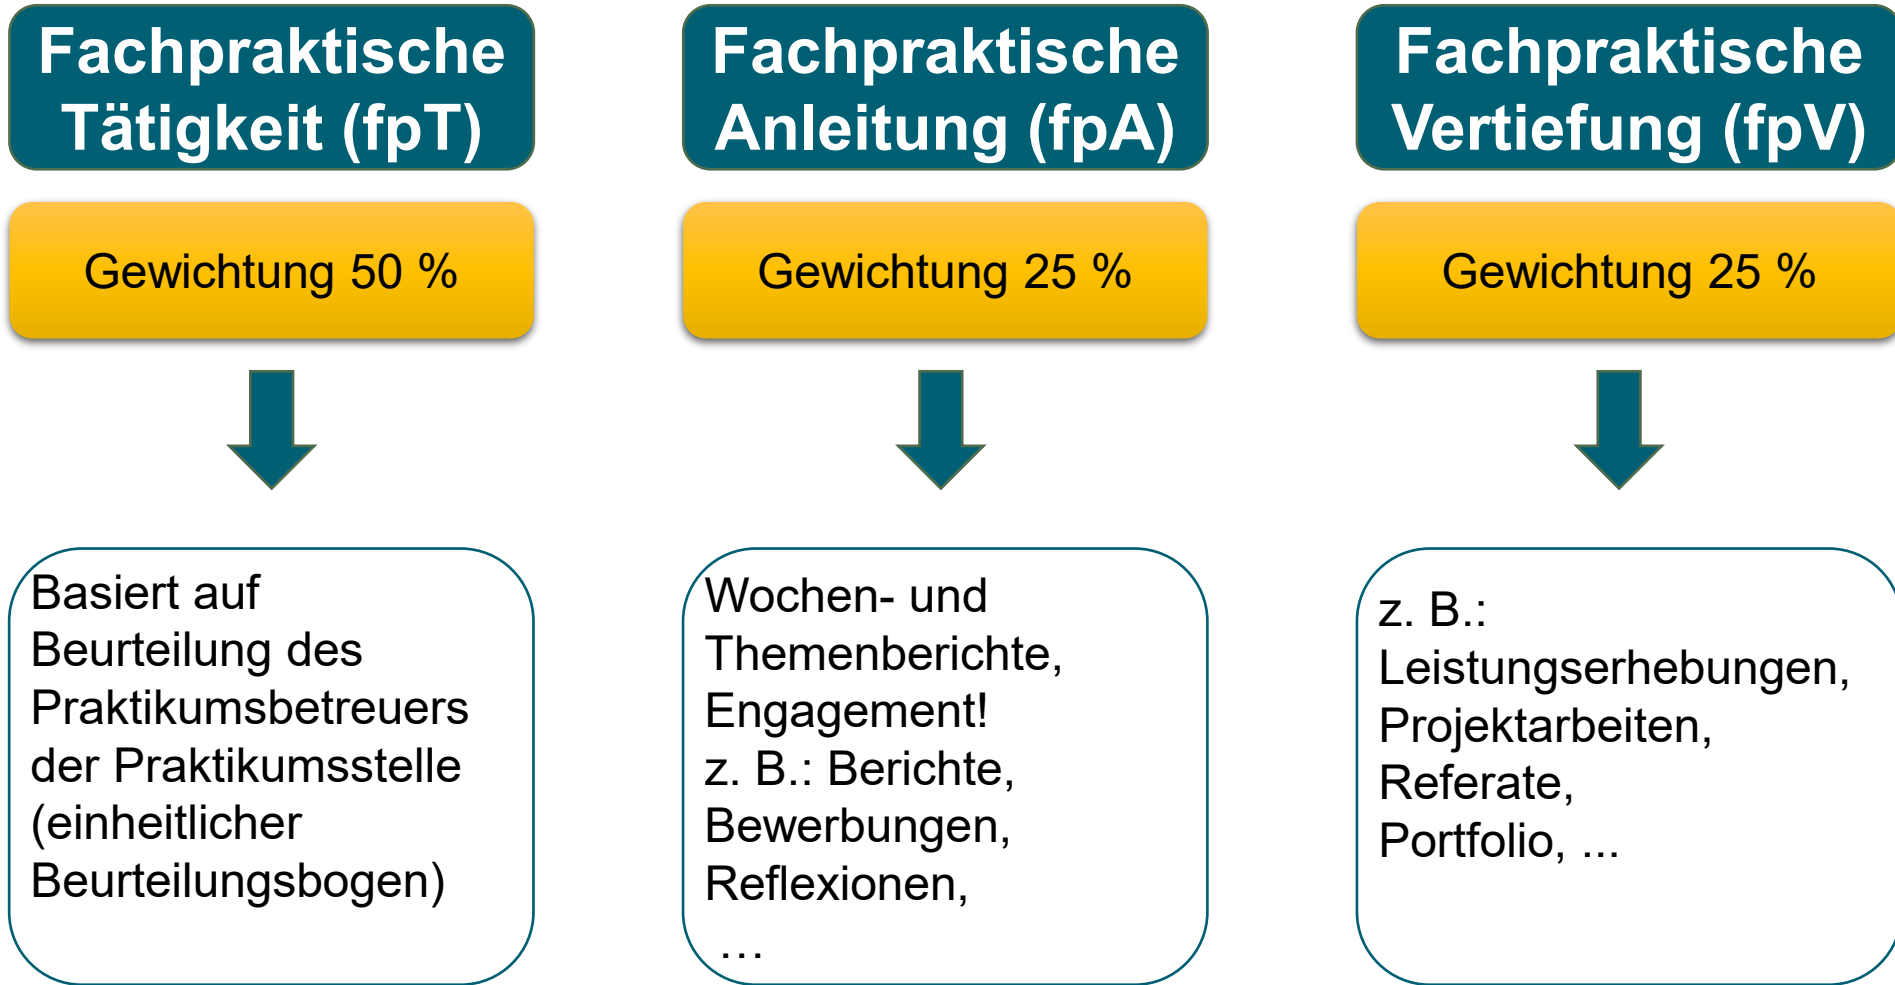 Fachpraktische
Tätigkeit (fpT)
Gewichtung 50 %
Basiert auf
Beurteilung des
Praktikumsbetreuers
der Praktikumsstelle
(einheitlicher
Beurteilungsbogen)
Fachpraktische
Anleitung (fpA)
Gewichtung 25 %
Wochen- und
Themenberichte,
Engagement!
z. B.: Berichte,
Bewerbungen,
Reflexionen,
…
Fachpraktische
Vertiefung (fpV)
Gewichtung 25 %
z. B.:
Leistungserhebungen,
Projektarbeiten,
Referate,
Portfolio, ...